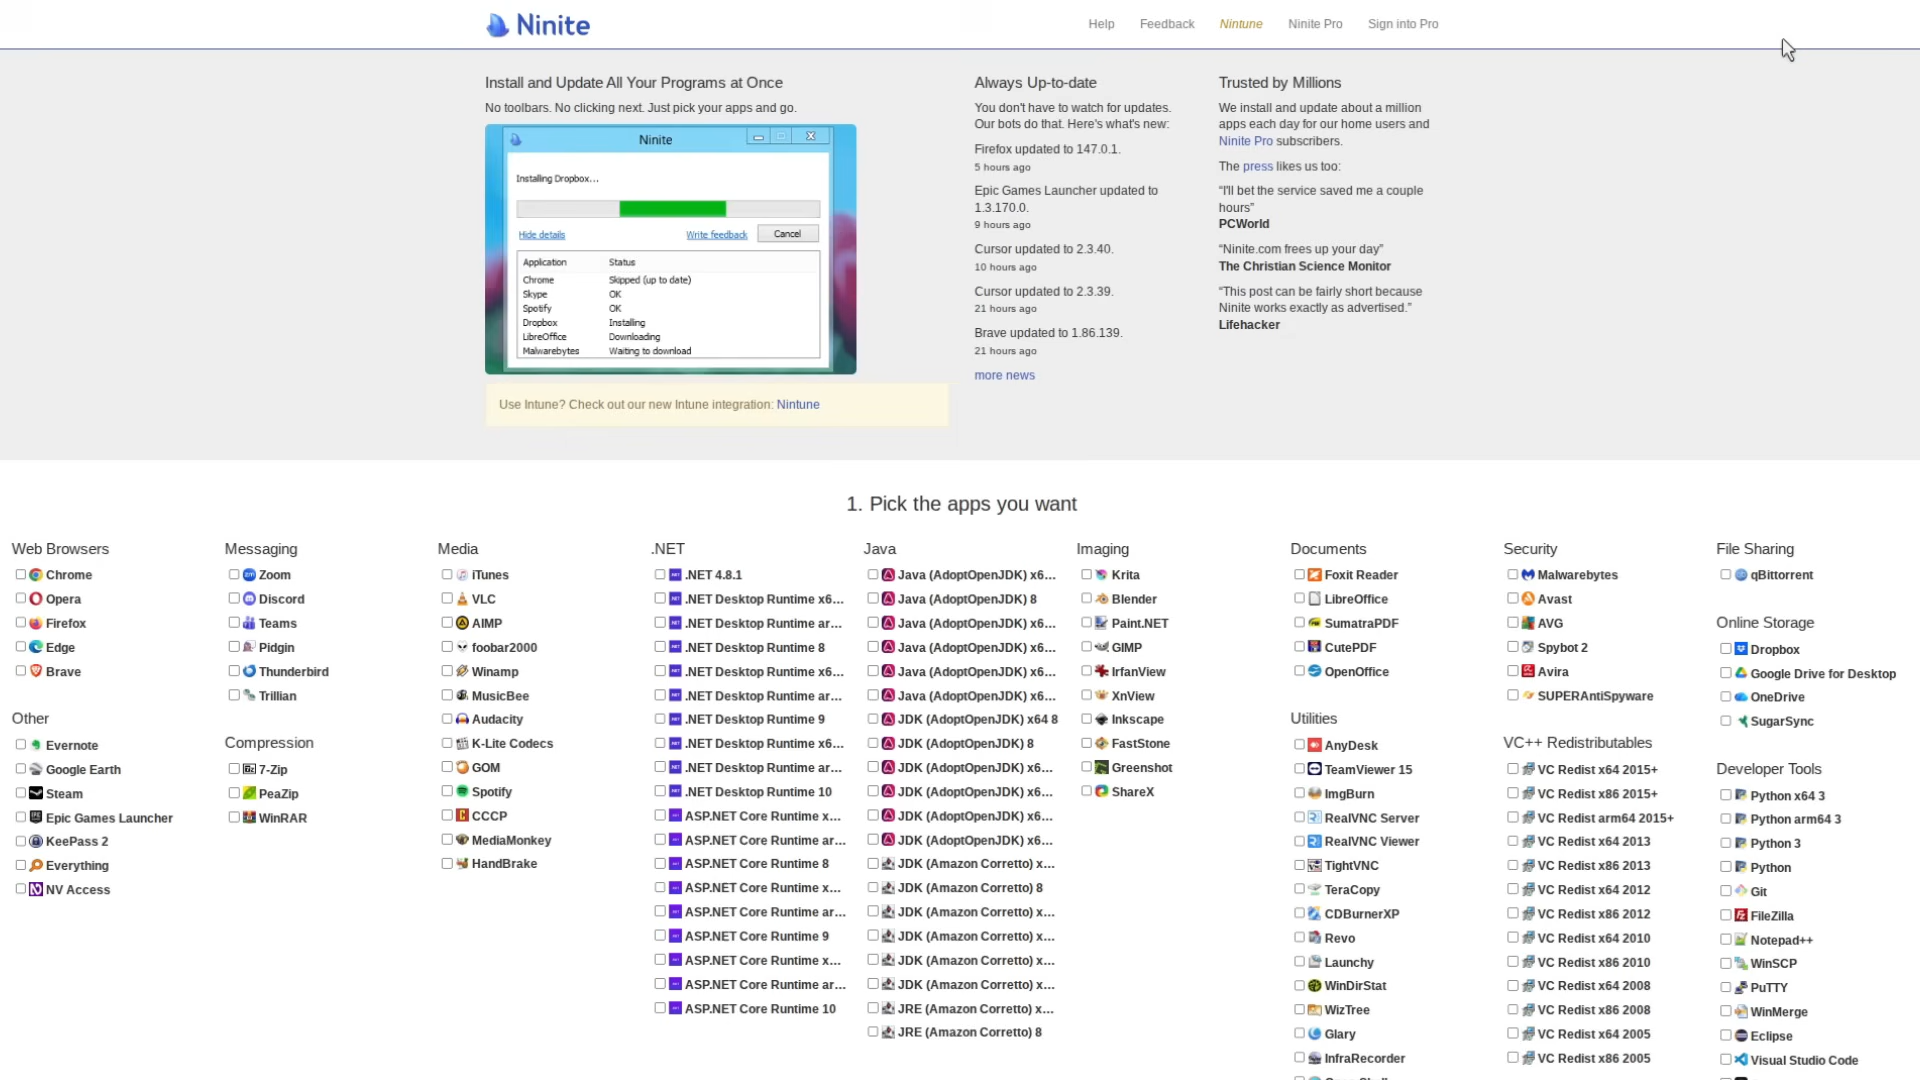 Ninite
Help
Feedback
Nintune
Ninite Pro
Sign into Pro
Install and Update All Your Programs at Once
No toolbars. No clicking next. Just pick your apps and go.
Ninite
Installing Dropbox...
Hide details
Write feedback
Cancel
Application Status
Chrome Skipped (up to date)
Skype OK
Spotify OK
Dropbox Installing
LibreOffice Downloading
Malwarebytes Waiting to download
Use Intune? Check out our new Intune integration: Nintune
Always Up-to-date
You don't have to watch for updates.
Our bots do that. Here's what's new:
Firefox updated to 147.0.1.
5 hours ago
Epic Games Launcher updated to
1.3.170.0.
9 hours ago
Cursor updated to 2.3.40.
10 hours ago
Cursor updated to 2.3.39.
21 hours ago
Brave updated to 1.86.139.
21 hours ago
more news
Trusted by Millions
We install and update about a million
apps each day for our home users and
Ninite Pro subscribers.
The press likes us too:
“I'll bet the service saved me a couple
hours”
PCWorld
“Ninite.com frees up your day”
The Christian Science Monitor
“This post can be fairly short because
Ninite works exactly as advertised.”
Lifehacker
1. Pick the apps you want
Web Browsers
Chrome
Opera
Firefox
Edge
Brave
Other
Evernote
Google Earth
Steam
Epic Games Launcher
KeePass 2
Everything
NV Access
Messaging
Zoom
Discord
Teams
Pidgin
Thunderbird
Trillian
Compression
7-Zip
PeaZip
WinRAR
Media
iTunes
VLC
AIMP
foobar2000
Winamp
MusicBee
Audacity
K-Lite Codecs
GOM
Spotify
CCCP
MediaMonkey
HandBrake
.NET
.NET 4.8.1
.NET Desktop Runtime x6...
.NET Desktop Runtime ar...
.NET Desktop Runtime 8
.NET Desktop Runtime x6...
.NET Desktop Runtime ar...
.NET Desktop Runtime 9
.NET Desktop Runtime x6...
.NET Desktop Runtime ar...
.NET Desktop Runtime 10
ASP.NET Core Runtime x...
ASP.NET Core Runtime ar...
ASP.NET Core Runtime 8
ASP.NET Core Runtime x...
ASP.NET Core Runtime ar...
ASP.NET Core Runtime 9
ASP.NET Core Runtime x...
ASP.NET Core Runtime ar...
ASP.NET Core Runtime 10
Java
Java (AdoptOpenJDK) x6...
Java (AdoptOpenJDK) 8
Java (AdoptOpenJDK) x6...
Java (AdoptOpenJDK) x6...
Java (AdoptOpenJDK) x6...
Java (AdoptOpenJDK) x6...
JDK (AdoptOpenJDK) x64 8
JDK (AdoptOpenJDK) 8
JDK (AdoptOpenJDK) x6...
JDK (AdoptOpenJDK) x6...
JDK (AdoptOpenJDK) x6...
JDK (AdoptOpenJDK) x6...
JDK (Amazon Corretto) x...
JDK (Amazon Corretto) 8
JDK (Amazon Corretto) x...
JDK (Amazon Corretto) x...
JDK (Amazon Corretto) x...
JDK (Amazon Corretto) x...
JRE (Amazon Corretto) x...
JRE (Amazon Corretto) 8
Imaging
Krita
Blender
Paint.NET
GIMP
IrfanView
XnView
Inkscape
FastStone
Greenshot
ShareX
Documents
Foxit Reader
LibreOffice
SumatraPDF
CutePDF
OpenOffice
Utilities
AnyDesk
TeamViewer 15
ImgBurn
RealVNC Server
RealVNC Viewer
TightVNC
TeraCopy
CDBurnerXP
Revo
Launchy
WinDirStat
WizTree
Glary
InfraRecorder
Security
Malwarebytes
Avast
AVG
Spybot 2
Avira
SUPERAntiSpyware
VC++ Redistributables
VC Redist x64 2015+
VC Redist x86 2015+
VC Redist arm64 2015+
VC Redist x64 2013
VC Redist x86 2013
VC Redist x64 2012
VC Redist x86 2012
VC Redist x64 2010
VC Redist x86 2010
VC Redist x64 2008
VC Redist x86 2008
VC Redist x64 2005
VC Redist x86 2005
File Sharing
qBittorrent
Online Storage
Dropbox
Google Drive for Desktop
OneDrive
SugarSync
Developer Tools
Python x64 3
Python arm64 3
Python 3
Python
Git
FileZilla
Notepad++
WinSCP
PuTTY
WinMerge
Eclipse
Visual Studio Code